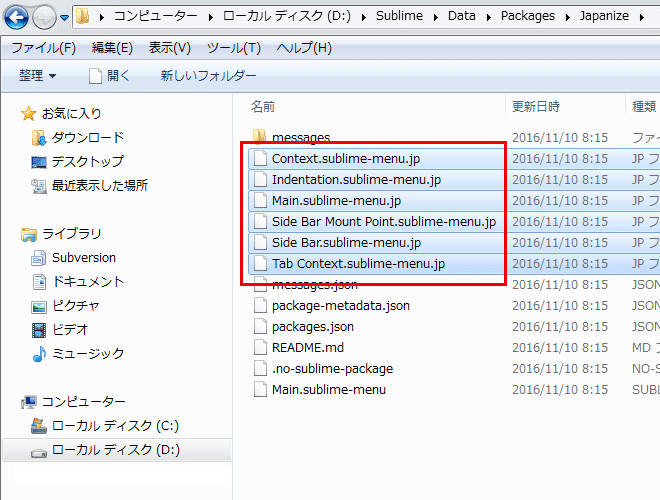 コンピューター ▸ ローカル ディスク (D:) ▸ Sublime ▸ Data ▸ Packages ▸ Japanize ▸
ファイル(F) 編集(E) 表示(V) ツール(T) ヘルプ(H)
整理 開く 新しいフォルダー
お気に入り
ダウンロード
デスクトップ
最近表示した場所
ライブラリ
Subversion
ドキュメント
ピクチャ
ビデオ
ミュージック
コンピューター
ローカル ディスク (C:)
ローカル ディスク (D:)
名前 更新日時 種類
messages 2016/11/10 8:15 ファイ
Context.sublime-menu.jp 2016/11/10 8:15 JP フ
Indentation.sublime-menu.jp 2016/11/10 8:15 JP フ
Main.sublime-menu.jp 2016/11/10 8:15 JP フ
Side Bar Mount Point.sublime-menu.jp 2016/11/10 8:15 JP フ
Side Bar.sublime-menu.jp 2016/11/10 8:15 JP フ
Tab Context.sublime-menu.jp 2016/11/10 8:15 JP フ
messages.json 2016/11/10 8:15 JSON
package-metadata.json 2016/11/10 8:15 JSON
packages.json 2016/11/10 8:15 JSON
README.md 2016/11/10 8:15 MD フ
.no-sublime-package 2016/11/10 8:15 NO-S
Main.sublime-menu 2016/11/10 8:15 SUBL